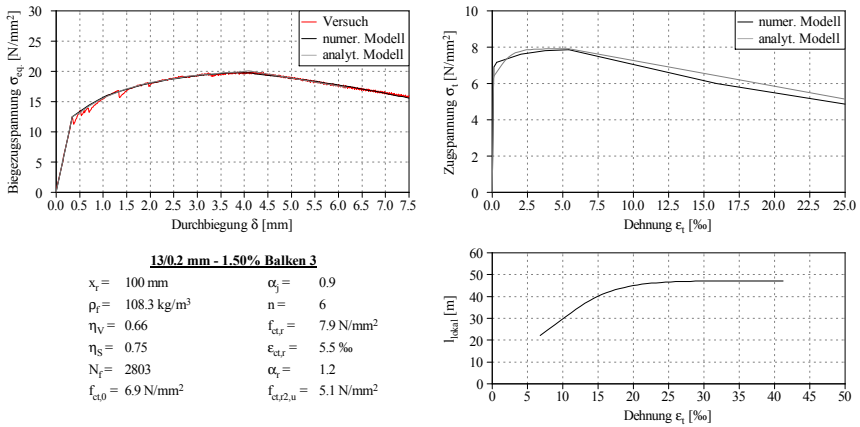 Biegezugspannung σeq. [N/mm²]
30
25
20
15
10
5
0
Versuch
numer. Modell
analyt. Modell
0.0 0.5 1.0 1.5 2.0 2.5 3.0 3.5 4.0 4.5 5.0 5.5 6.0 6.5 7.0 7.5
Durchbiegung δ [mm]
Zugspannung σt [N/mm²]
10
8
6
4
2
0
numer. Modell
analyt. Modell
0.0 2.5 5.0 7.5 10.0 12.5 15.0 17.5 20.0 22.5 25.0
Dehnung εt [‰]
13/0.2 mm - 1.50% Balken 3
xr = 100 mm αj = 0.9
ρf = 108.3 kg/m³ n = 6
ηV = 0.66 fct,r = 7.9 N/mm²
ηS = 0.75 εct,r = 5.5 ‰
Nf = 2803 αr = 1.2
fct,0 = 6.9 N/mm² fct,r2,u = 5.1 N/mm²
llokal [m]
60
50
40
30
20
10
0
0 5 10 15 20 25 30 35 40 45 50
Dehnung εt [‰]